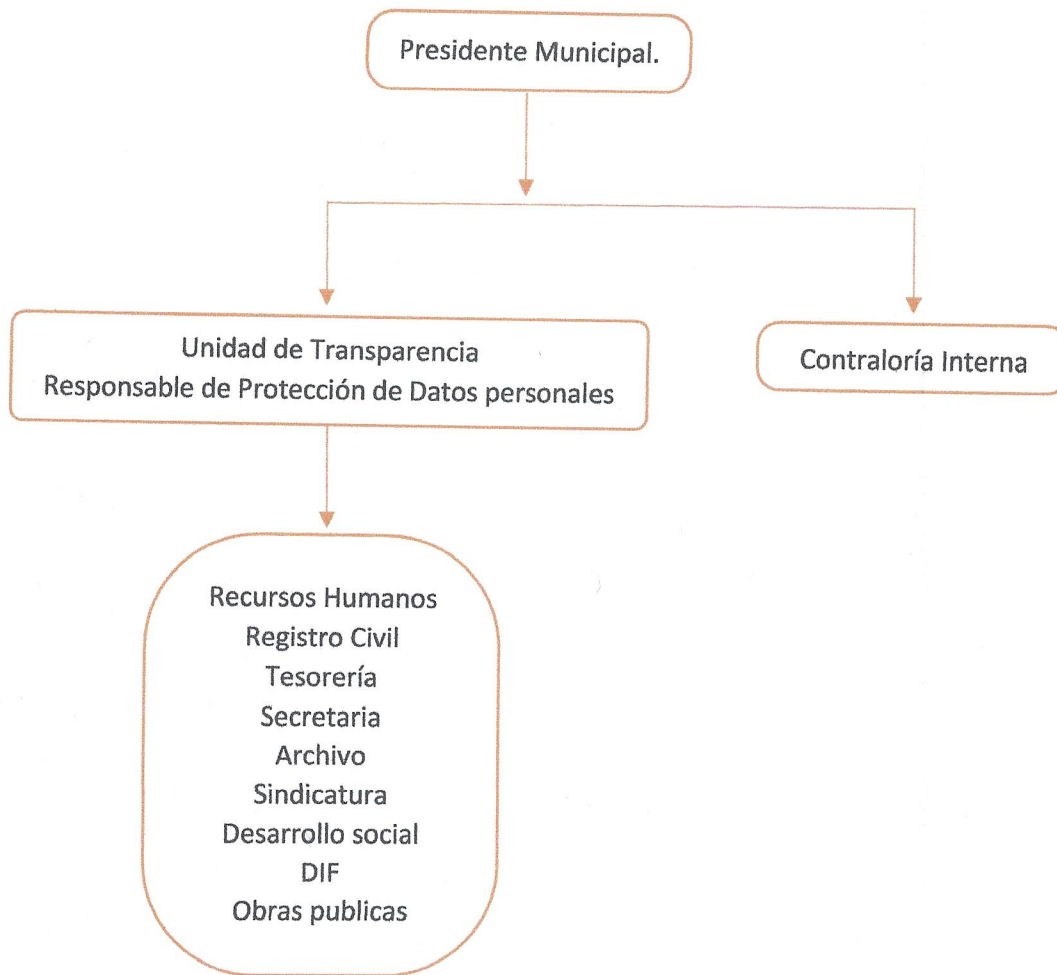 Presidente Municipal.
Unidad de Transparencia
Responsable de Protección de Datos personales
Contraloría Interna
Recursos Humanos
Registro Civil
Tesorería
Secretaria
Archivo
Sindicatura
Desarrollo social
DIF
Obras publicas